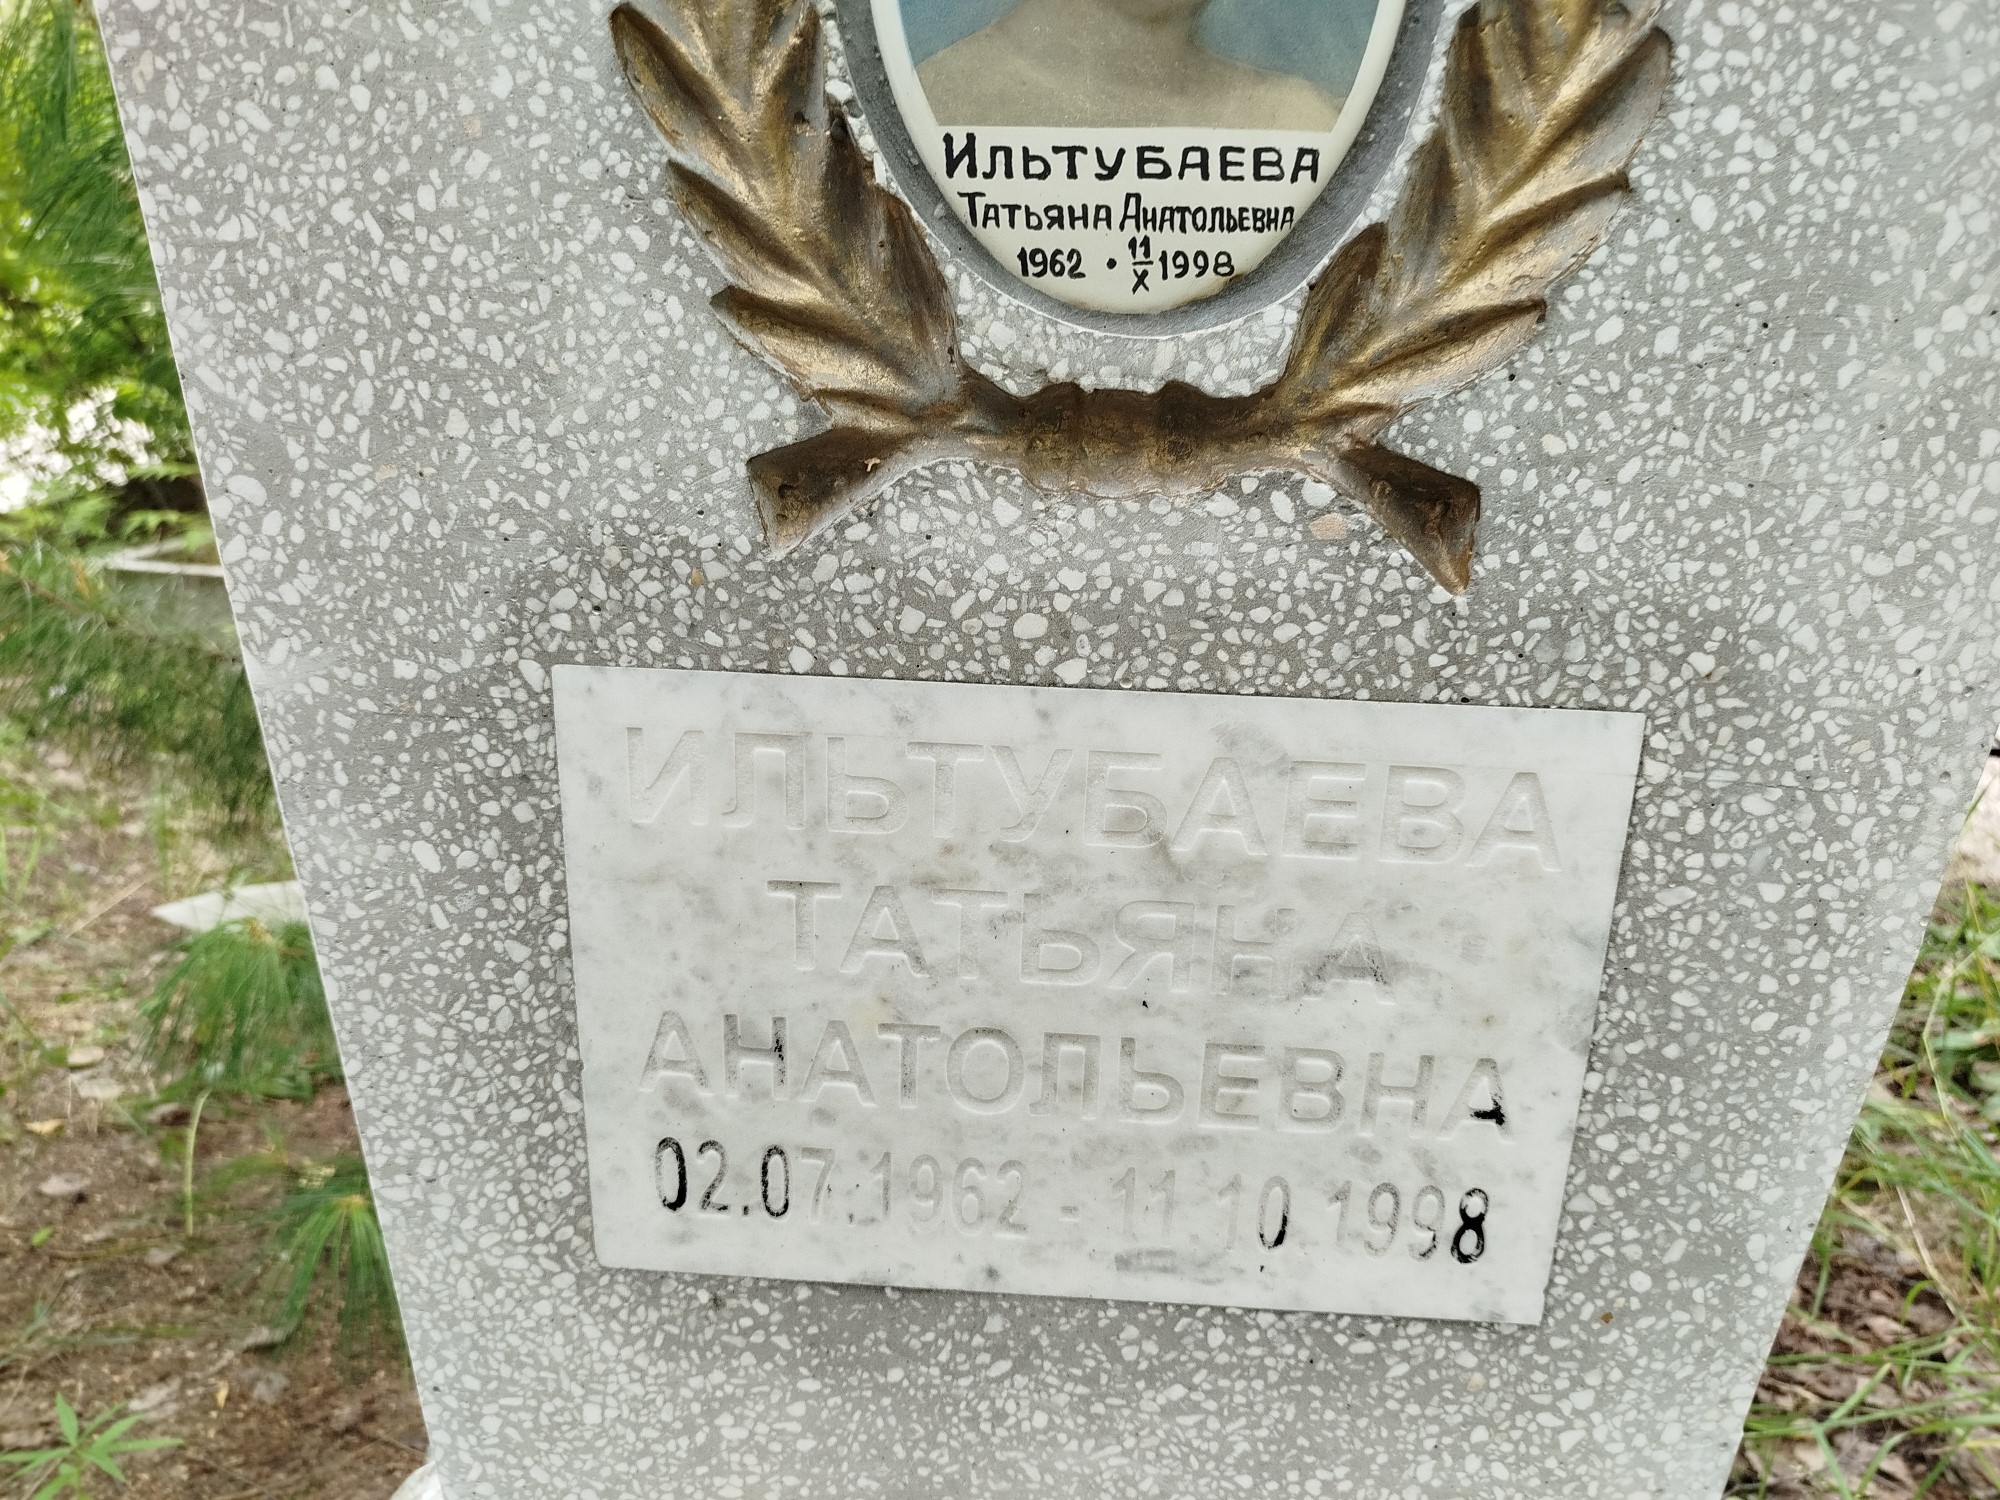 ИЛЬТУБАЕВА
ТАТЬЯНА АНАТОЛЬЕВНА
1962 • 11/X 1998
ИЛЬТУБАЕВА
ТАТЬЯНА
АНАТОЛЬЕВНА
02.07.1962 - 11.10.1998